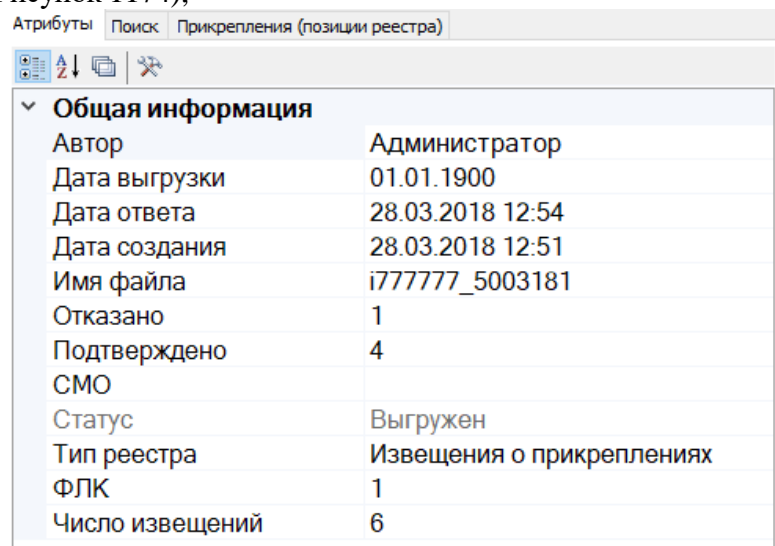 Рисунок 1174),
Атрибуты Поиск Прикрепления (позиции реестра)
Общая информация
Автор Администратор
Дата выгрузки 01.01.1900
Дата ответа 28.03.2018 12:54
Дата создания 28.03.2018 12:51
Имя файла i777777_5003181
Отказано 1
Подтверждено 4
СМО
Статус Выгружен
Тип реестра Извещения о прикреплениях
ФЛК 1
Число извещений 6